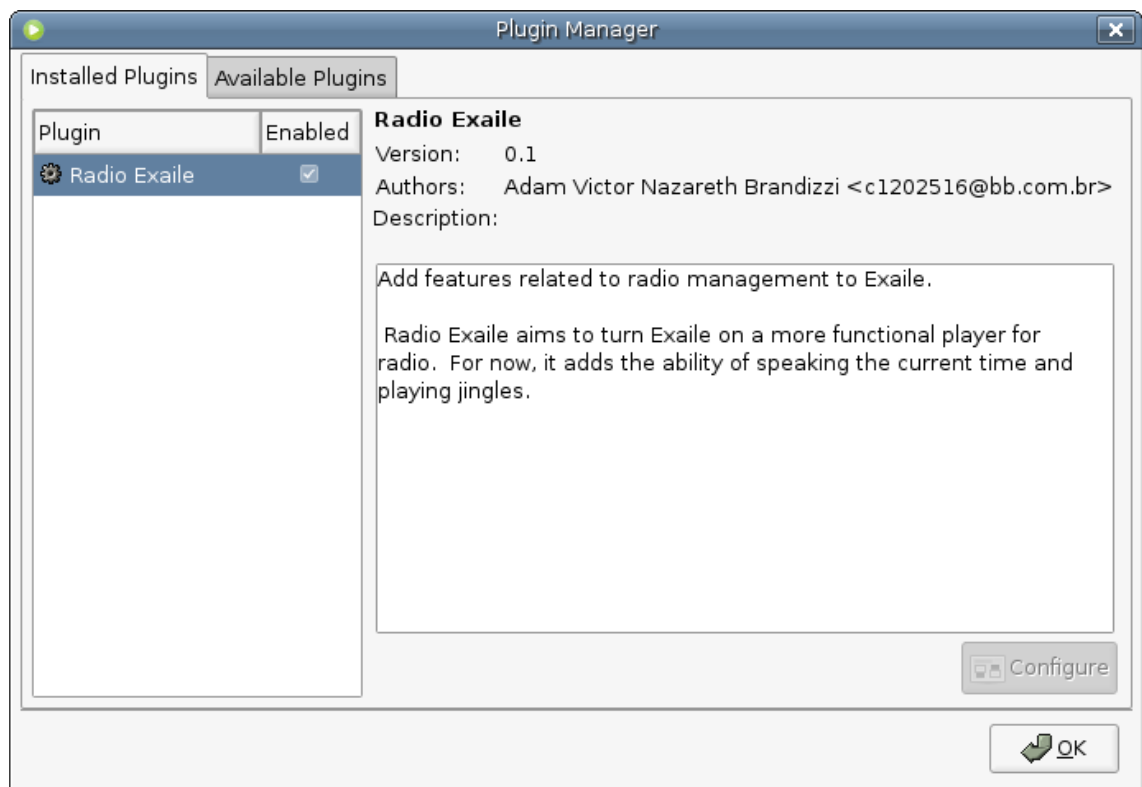 Plugin Manager
Installed Plugins
Available Plugins
Plugin
Enabled
Radio Exaile
Radio Exaile
Version: 0.1
Authors: Adam Victor Nazareth Brandizzi <c1202516@bb.com.br>
Description:
Add features related to radio management to Exaile.
Radio Exaile aims to turn Exaile on a more functional player for
radio.  For now, it adds the ability of speaking the current time and
playing jingles.
Configure
OK